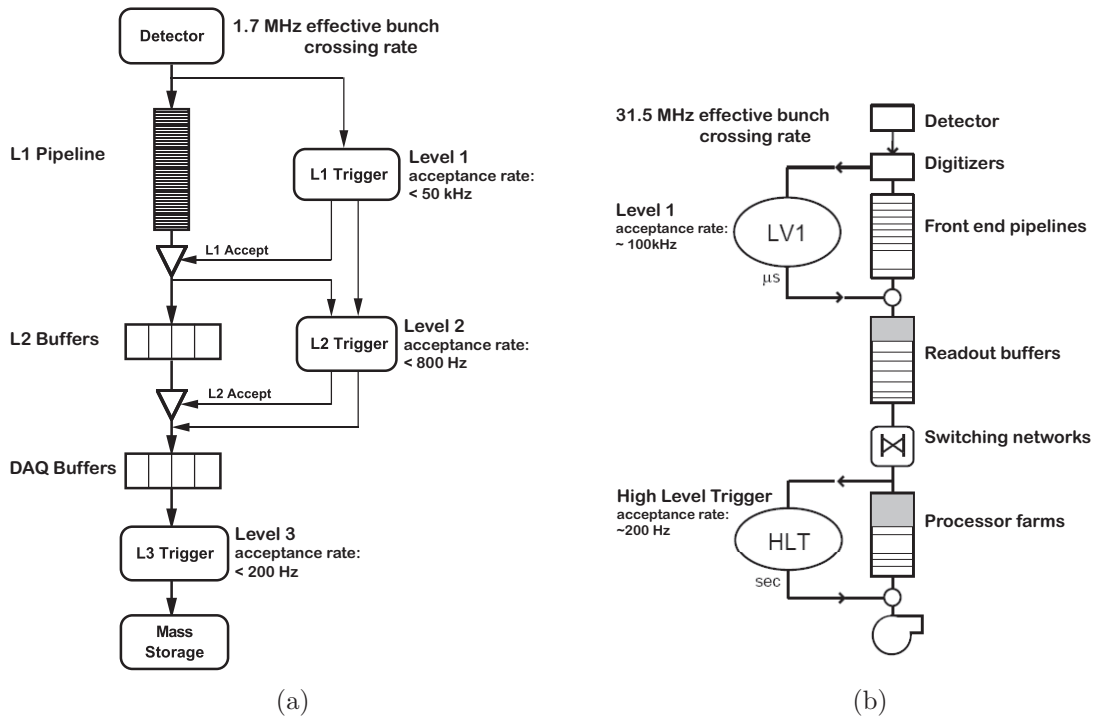 Detector
1.7 MHz effective bunch
crossing rate
L1 Pipeline
L1 Trigger
Level 1
acceptance rate:
< 50 kHz
L1 Accept
L2 Buffers
L2 Trigger
Level 2
acceptance rate:
< 800 Hz
L2 Accept
DAQ Buffers
L3 Trigger
Level 3
acceptance rate:
< 200 Hz
Mass
Storage
(a)
31.5 MHz effective bunch
crossing rate
Detector
Digitizers
Level 1
acceptance rate:
~ 100kHz
LV1
μs
Front end pipelines
Readout buffers
Switching networks
High Level Trigger
acceptance rate:
~200 Hz
HLT
sec
Processor farms
(b)